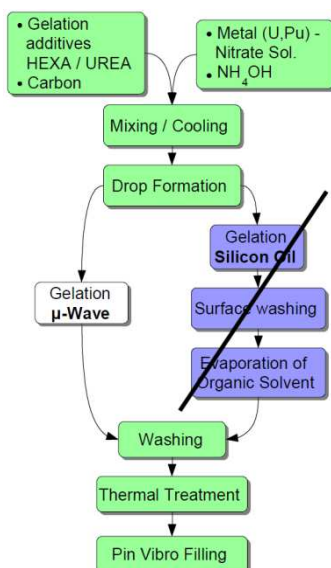 • Gelation
additives
HEXA / UREA
• Carbon
• Metal (U,Pu) -
Nitrate Sol.
• NH4OH
Mixing / Cooling
Drop Formation
Gelation
Silicon Oil
Gelation
µ-Wave
Surface washing
Evaporation of
Organic Solvent
Washing
Thermal Treatment
Pin Vibro Filling